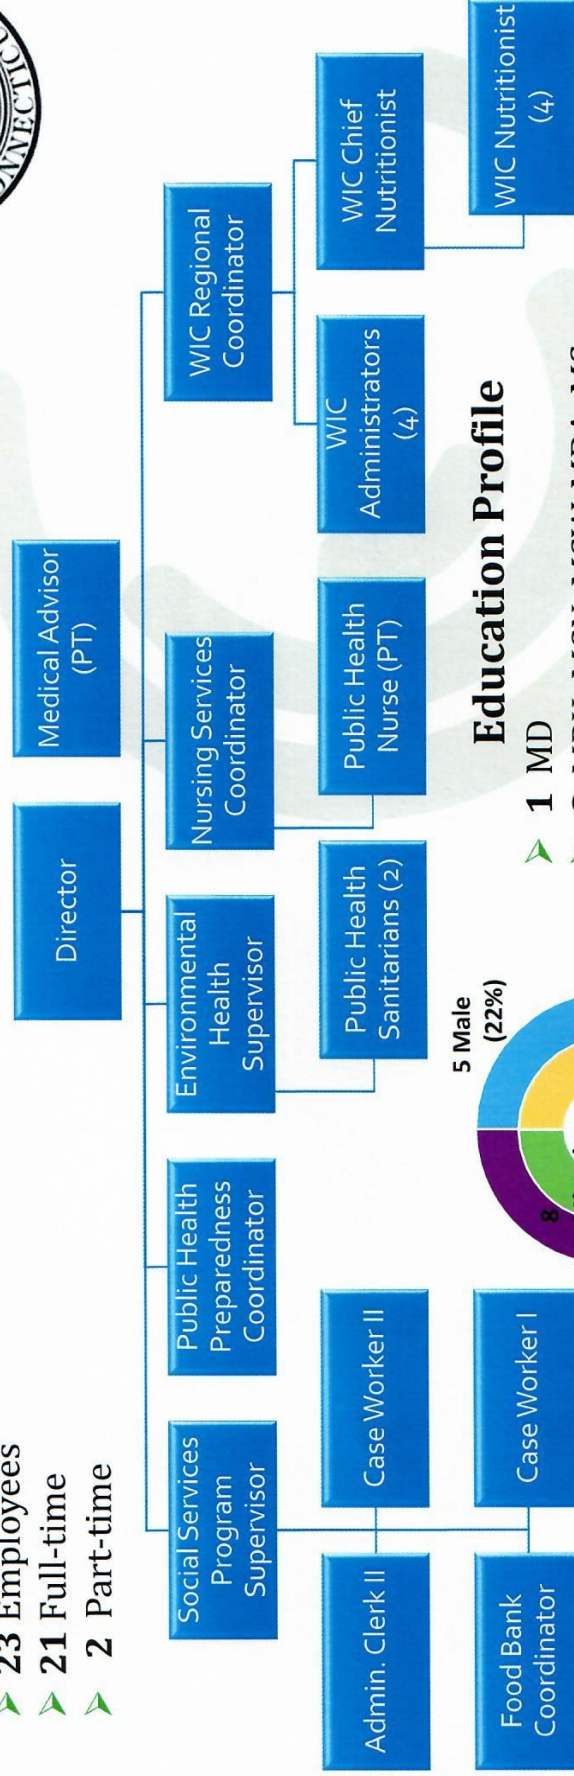 NNECTICU
23 Employees
21 Full-time
2 Part-time
Director
Medical Advisor
(PT)
Social Services
Program
Supervisor
Public Health
Preparedness
Coordinator
Environmental
Health
Supervisor
Nursing Services
Coordinator
WIC Regional
Coordinator
Admin. Clerk II
Case Worker II
Public Health
Sanitarians (2)
Public Health
Nurse (PT)
WIC
Administrators
(4)
WIC Chief
Nutritionist
Food Bank
Coordinator
Case Worker I
WIC Nutritionist
(4)
5 Male
(22%)
8
Education Profile
1 MD